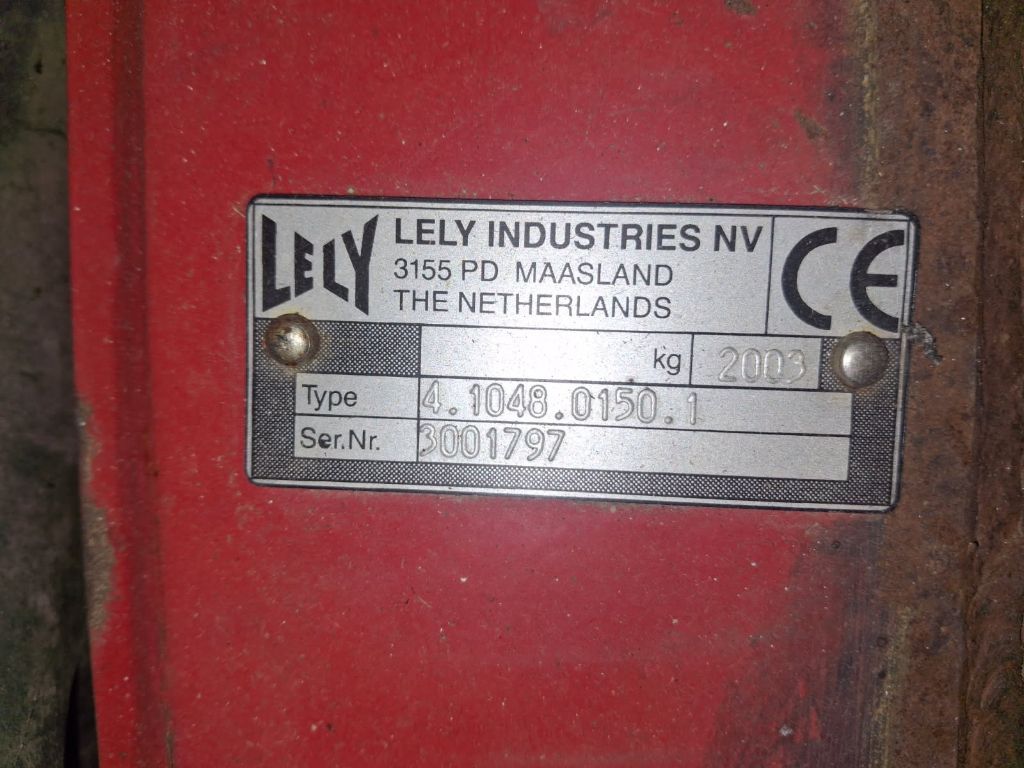 LELY
LELY INDUSTRIES NV
3155 PD MAASLAND
THE NETHERLANDS
CE
kg 2003
Type 4.1048.0150.1
Ser.Nr. 3001797